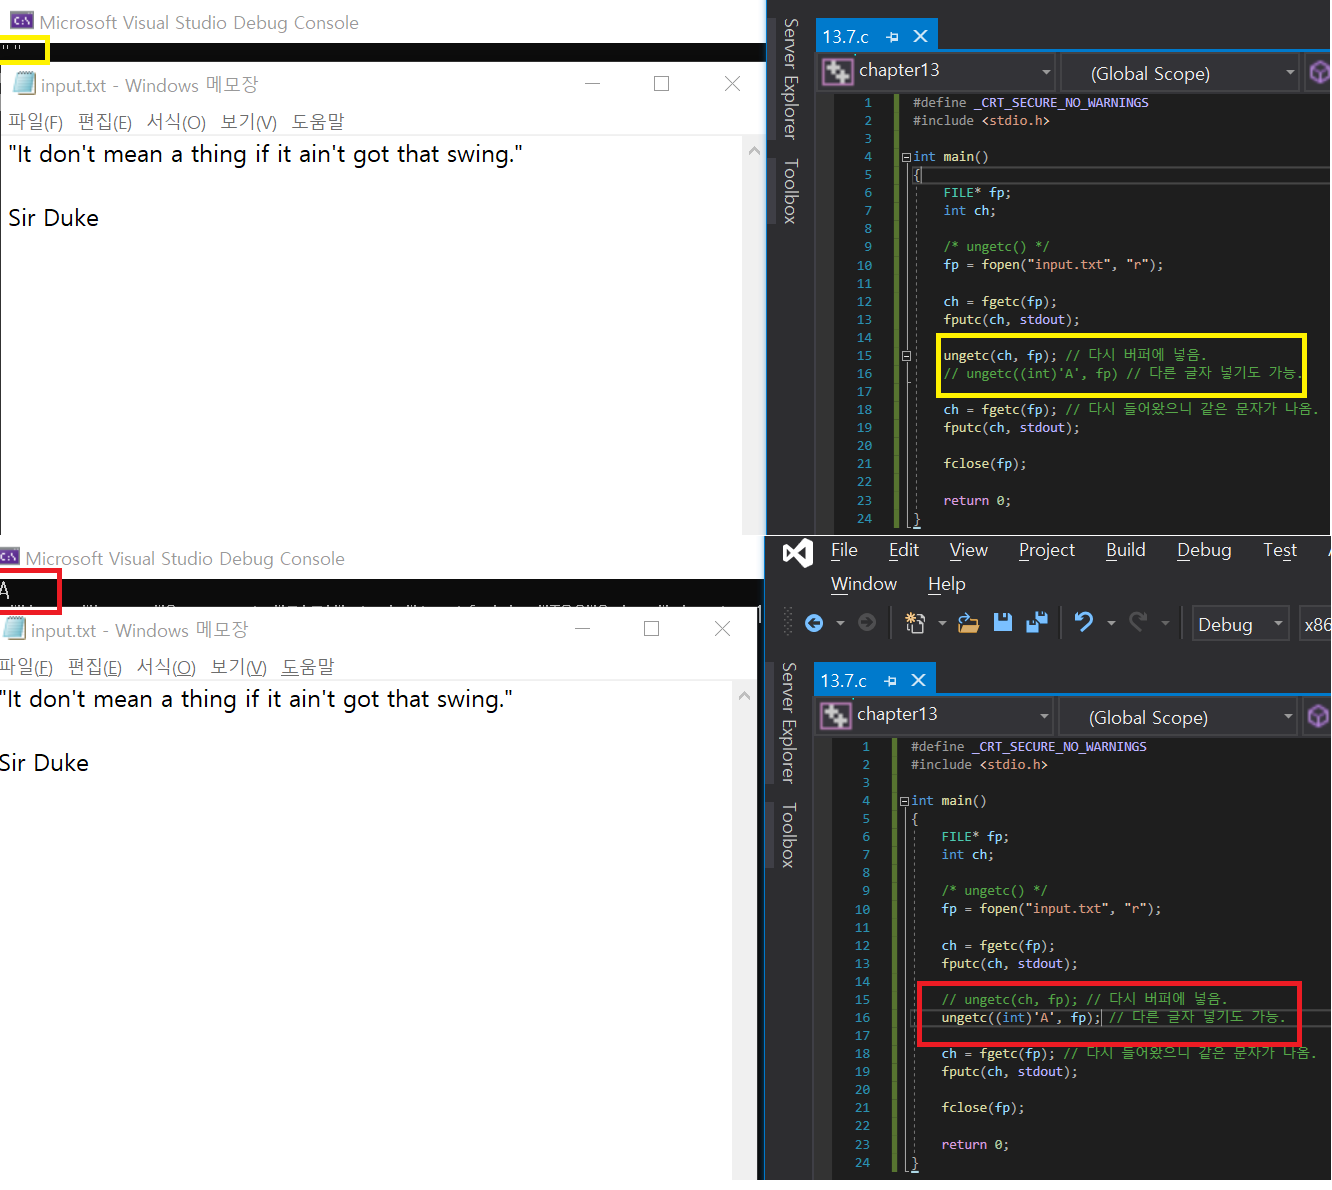 Microsoft Visual Studio Debug Console
""
input.txt - Windows 메모장
파일(F) 편집(E) 서식(O) 보기(V) 도움말
"It don't mean a thing if it ain't got that swing."
Sir Duke
Server Explorer
Toolbox
13.7.c
chapter13
(Global Scope)
1 #define _CRT_SECURE_NO_WARNINGS
2 #include <stdio.h>
3
4 int main()
5 {
6 FILE* fp;
7 int ch;
8
9 /* ungetc() */
10 fp = fopen("input.txt", "r");
11
12 ch = fgetc(fp);
13 fputc(ch, stdout);
14
15 ungetc(ch, fp); // 다시 버퍼에 넣음.
16 // ungetc((int)'A', fp) // 다른 글자 넣기도 가능.
17
18 ch = fgetc(fp); // 다시 들어왔으니 같은 문자가 나옴.
19 fputc(ch, stdout);
20
21 fclose(fp);
22
23 return 0;
24 }
Microsoft Visual Studio Debug Console
A
input.txt - Windows 메모장
파일(F) 편집(E) 서식(O) 보기(V) 도움말
"It don't mean a thing if it ain't got that swing."
Sir Duke
File Edit View Project Build Debug Test
Window Help
Debug x86
Server Explorer
Toolbox
13.7.c
chapter13
(Global Scope)
1 #define _CRT_SECURE_NO_WARNINGS
2 #include <stdio.h>
3
4 int main()
5 {
6 FILE* fp;
7 int ch;
8
9 /* ungetc() */
10 fp = fopen("input.txt", "r");
11
12 ch = fgetc(fp);
13 fputc(ch, stdout);
14
15 // ungetc(ch, fp); // 다시 버퍼에 넣음.
16 ungetc((int)'A', fp); // 다른 글자 넣기도 가능.
17
18 ch = fgetc(fp); // 다시 들어왔으니 같은 문자가 나옴.
19 fputc(ch, stdout);
20
21 fclose(fp);
22
23 return 0;
24 }